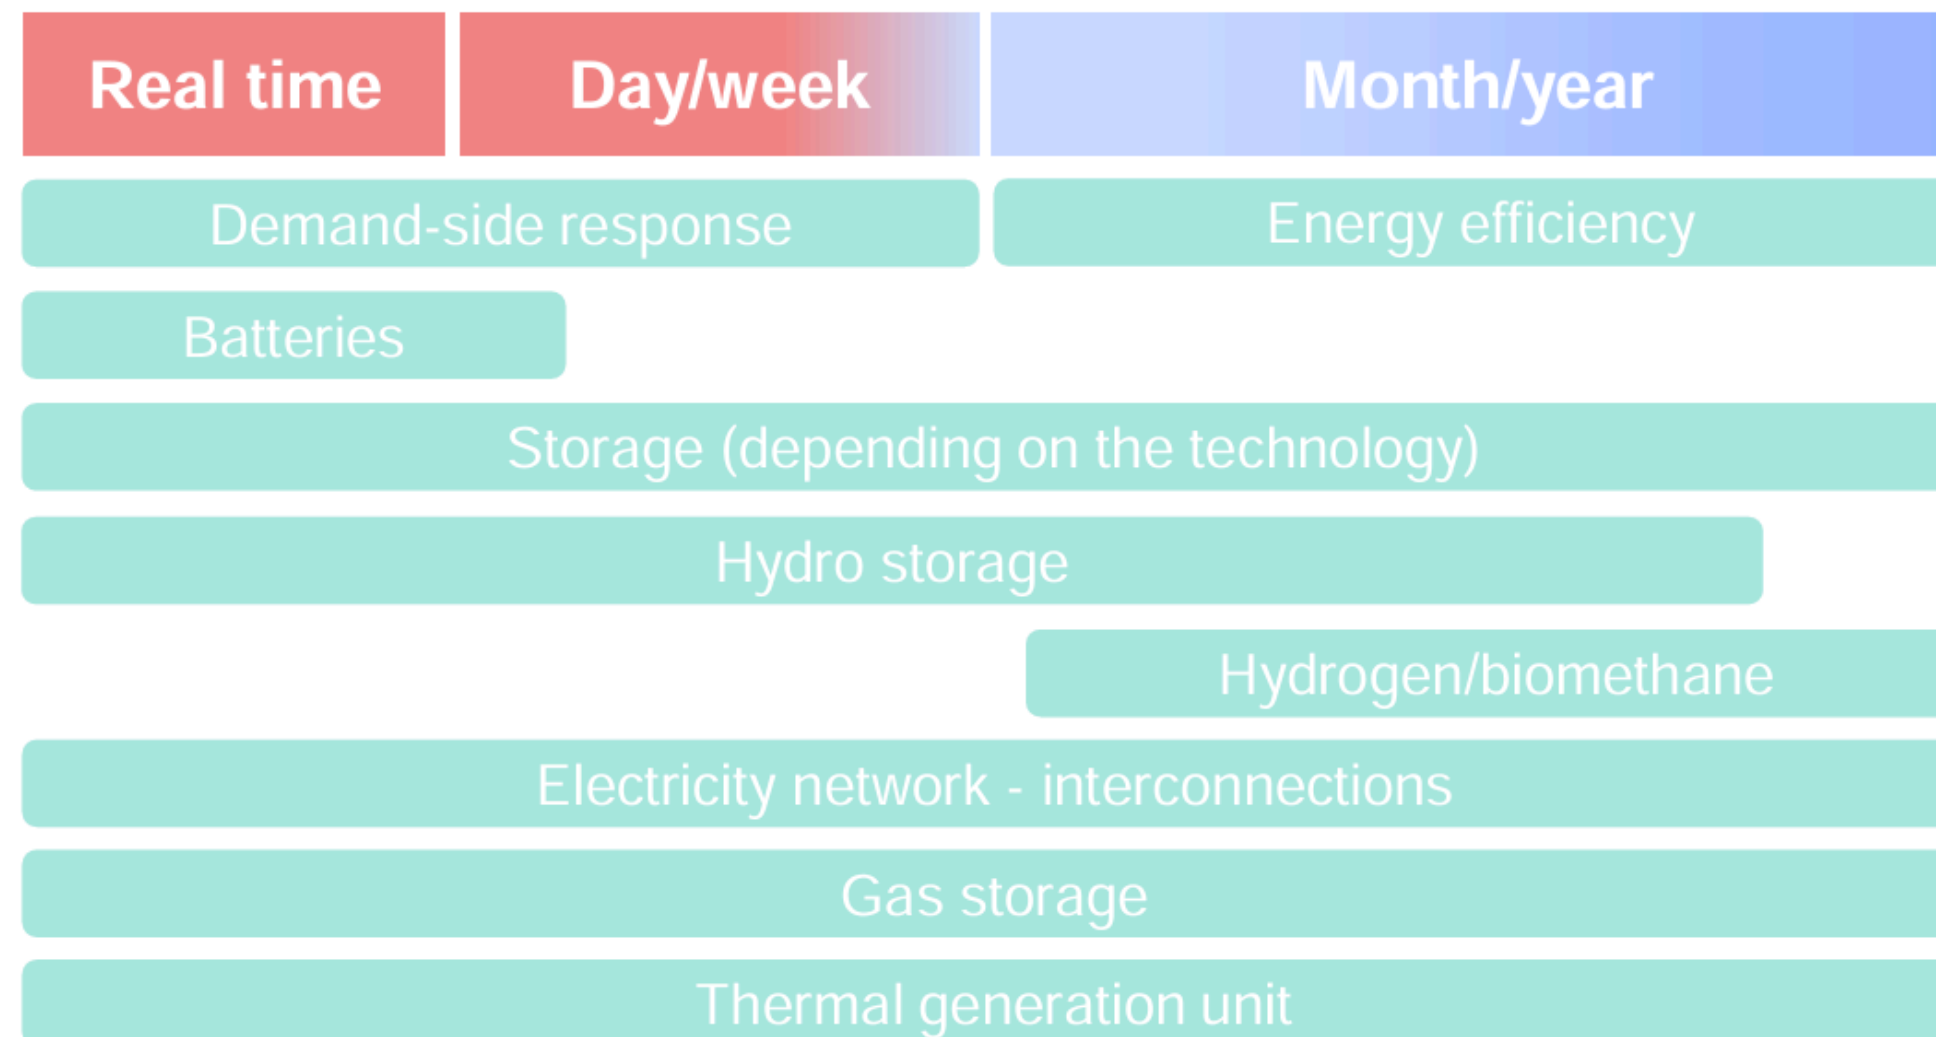 Real time
Day/week
Month/year
Demand-side response
Energy efficiency
Batteries
Storage (depending on the technology)
Hydro storage
Hydrogen/biomethane
Electricity network - interconnections
Gas storage
Thermal generation unit